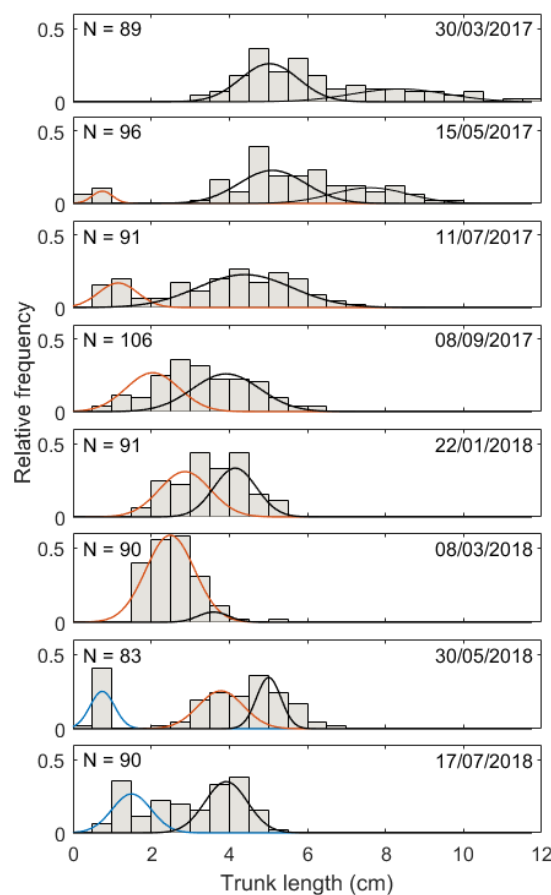 0.5 N = 89 30/03/2017
0
0.5 N = 96 15/05/2017
0
0.5 N = 91 11/07/2017
0
0.5 N = 106 08/09/2017
0
0.5 N = 91 22/01/2018
0
0.5 N = 90 08/03/2018
0
0.5 N = 83 30/05/2018
0
0.5 N = 90 17/07/2018
0
0 2 4 6 8 10 12
Trunk length (cm)
Relative frequency